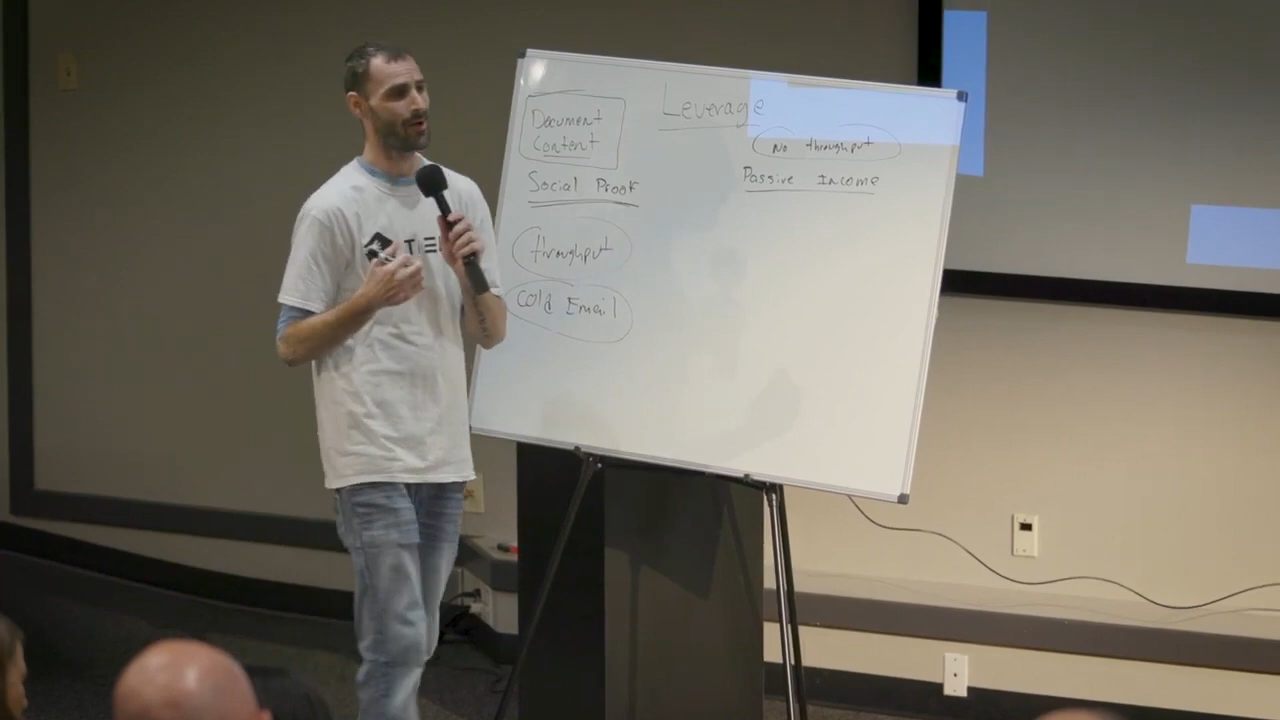 Leverage
Document
Content
Social Proof
throughput
Cold Email
No throughput
Passive Income